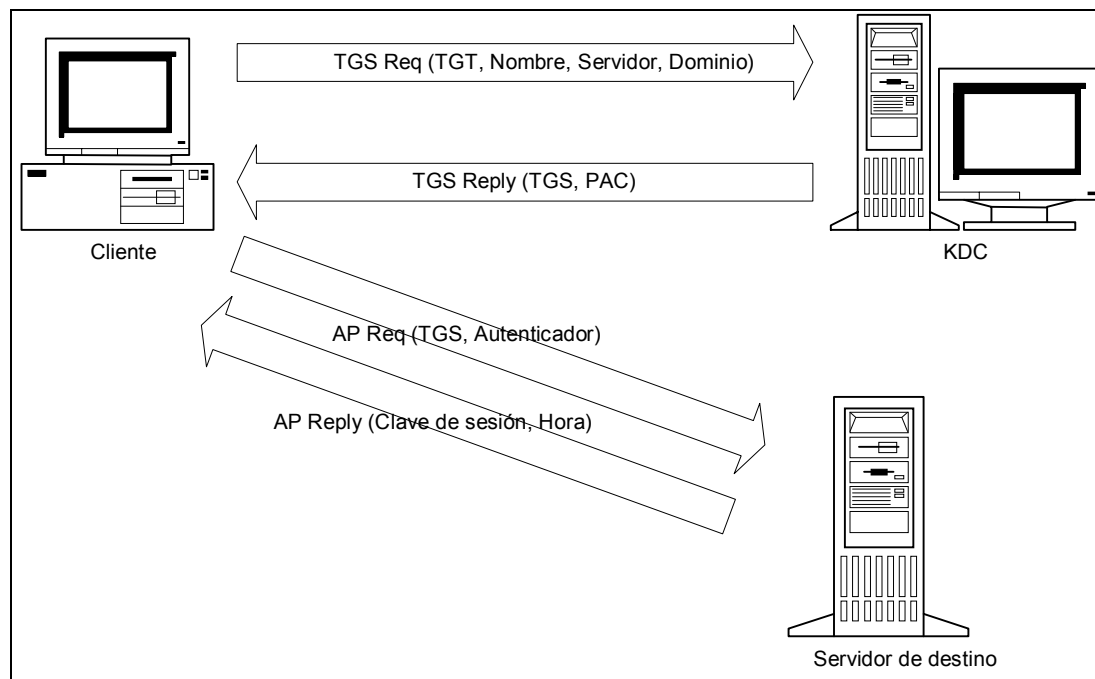 TGS Req (TGT, Nombre, Servidor, Dominio)
TGS Reply (TGS, PAC)
Cliente
KDC
AP Req (TGS, Autenticador)
AP Reply (Clave de sesión, Hora)
Servidor de destino